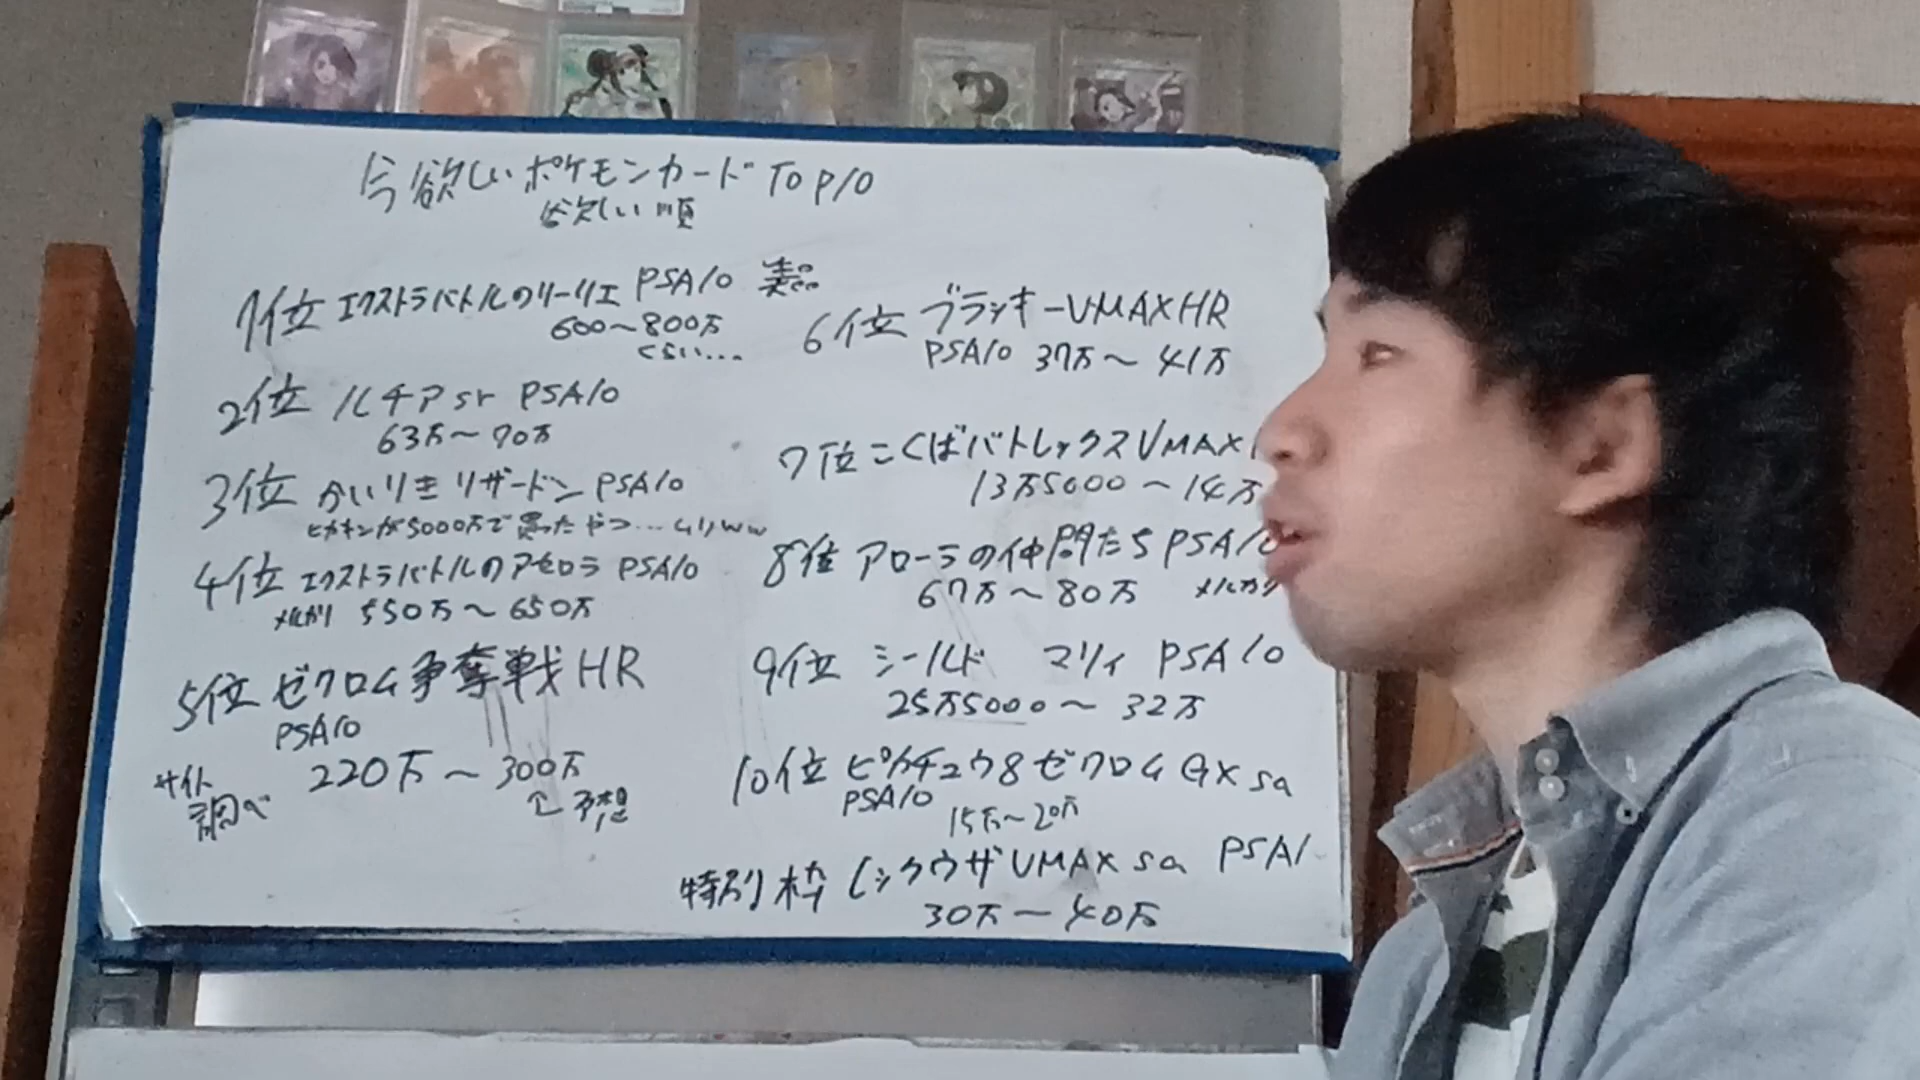 今欲しいポケモンカードTOP10
欲しい順
1位 エクストラバトルのリーリエ PSA10 美品
600〜800万
くらい...
2位 ルチアsr PSA10
63万〜70万
3位 かいりきリザードン PSA10
ヒカキンが5000万で買ったやつ...ムリww
4位 エクストラバトルのアセロラ PSA10
メルカリ 550万〜650万
5位 ゼクロム争奪戦HR
PSA10
サイト
調べ
220万〜300万
↑予想
6位 ブラッキーVMAXHR
PSA10 37万〜41万
7位 こくばバドレックスVMAX
13万5000〜14万
8位 アローラの仲間たち PSA10
67万〜80万 メルカリ
9位 シールド マリィ PSA10
25万5000〜32万
10位 ピカチュウ&ゼクロムGX sa
PSA10
15万〜20万
特別枠 レックウザVMAX sa PSA1
30万〜40万